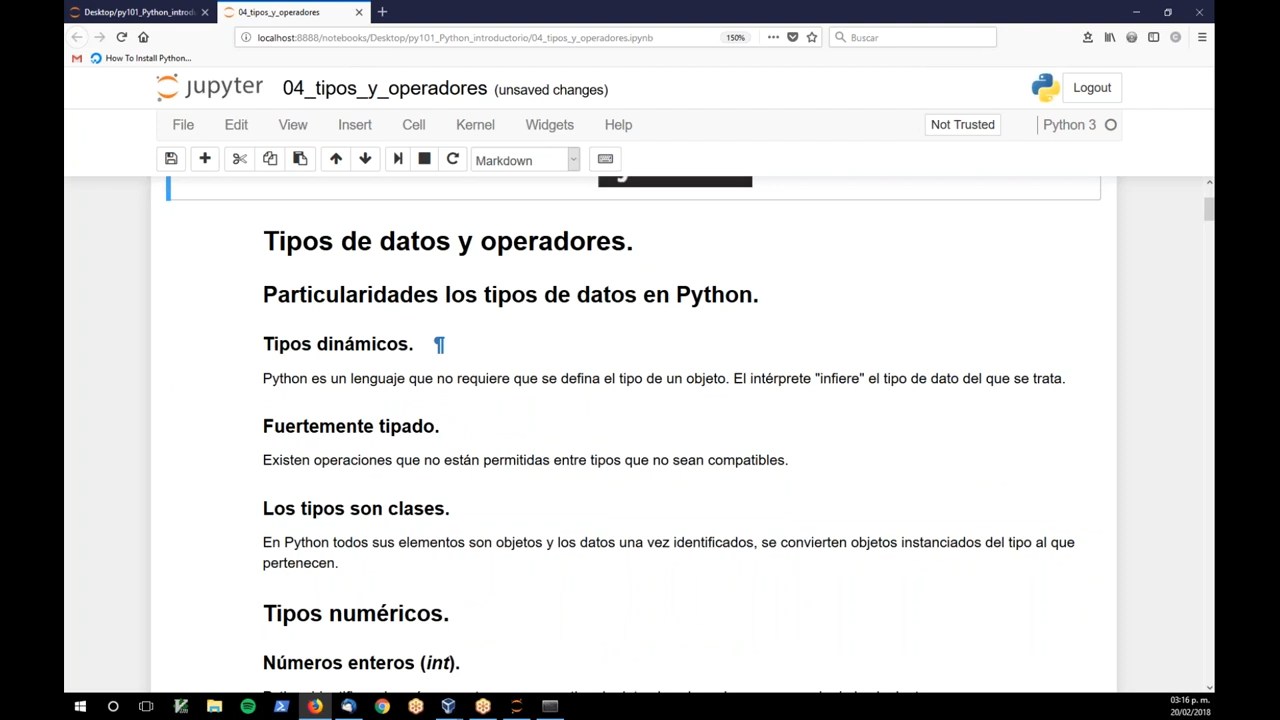 Desktop/py101_Python_introdu
04_tipos_y_operadores
localhost:8888/notebooks/Desktop/py101_Python_introductorio/04_tipos_y_operadores.ipynb
150%
Buscar
How To Install Python...
jupyter
04_tipos_y_operadores (unsaved changes)
Logout
File Edit View Insert Cell Kernel Widgets Help
Not Trusted
Python 3
Markdown
Tipos de datos y operadores.
Particularidades los tipos de datos en Python.
Tipos dinámicos. ¶
Python es un lenguaje que no requiere que se defina el tipo de un objeto. El intérprete "infiere" el tipo de dato del que se trata.
Fuertemente tipado.
Existen operaciones que no están permitidas entre tipos que no sean compatibles.
Los tipos son clases.
En Python todos sus elementos son objetos y los datos una vez identificados, se convierten objetos instanciados del tipo al que
pertenecen.
Tipos numéricos.
Números enteros (int).
03:16 p. m.
20/02/2018